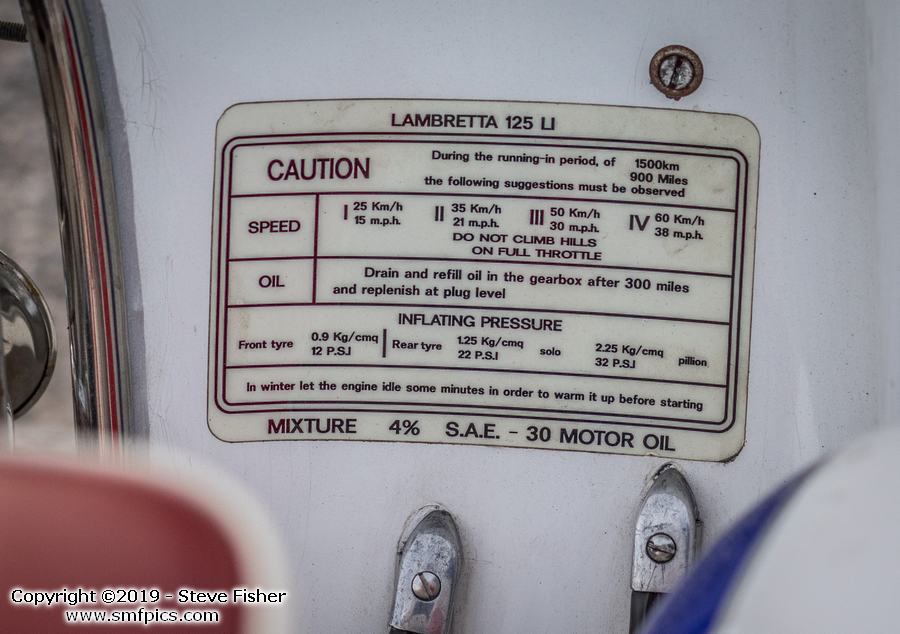 LAMBRETTA 125 LI
CAUTION
During the running-in period, of 1500km
900 Miles
the following suggestions must be observed
SPEED
I 25 Km/h 15 m.p.h.
II 35 Km/h 21 m.p.h.
III 50 Km/h 30 m.p.h.
IV 60 Km/h 38 m.p.h.
DO NOT CLIMB HILLS
ON FULL THROTTLE
OIL
Drain and refill oil in the gearbox after 300 miles
and replenish at plug level
INFLATING PRESSURE
Front tyre 0.9 Kg/cmq 12 P.S.I
Rear tyre 1.25 Kg/cmq 22 P.S.I solo
2.25 Kg/cmq 32 P.S.I pillion
In winter let the engine idle some minutes in order to warm it up before starting
MIXTURE 4% S.A.E. - 30 MOTOR OIL
Copyright ©2019 - Steve Fisher
www.smfpics.com